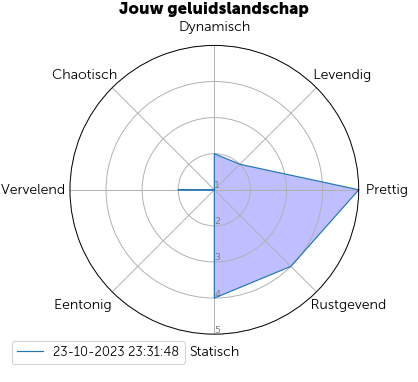 Jouw geluidslandschap
Dynamisch
Chaotisch
Levendig
Vervelend
Prettig
1
2
3
4
Eentonig
Rustgevend
5
23-10-2023 23:31:48
Statisch